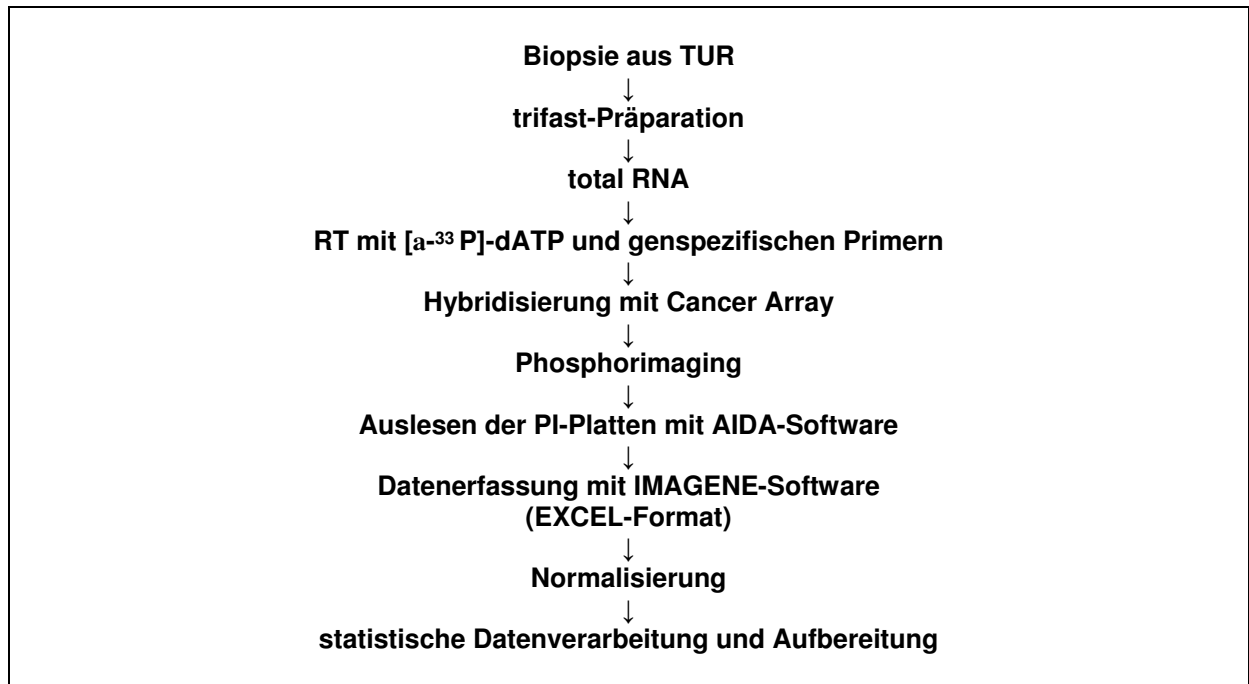 Biopsie aus TUR
↓
trifast-Präparation
↓
total RNA
↓
RT mit [a-³³ P]-dATP und genspezifischen Primern
↓
Hybridisierung mit Cancer Array
↓
Phosphorimaging
↓
Auslesen der PI-Platten mit AIDA-Software
↓
Datenerfassung mit IMAGENE-Software
(EXCEL-Format)
↓
Normalisierung
↓
statistische Datenverarbeitung und Aufbereitung